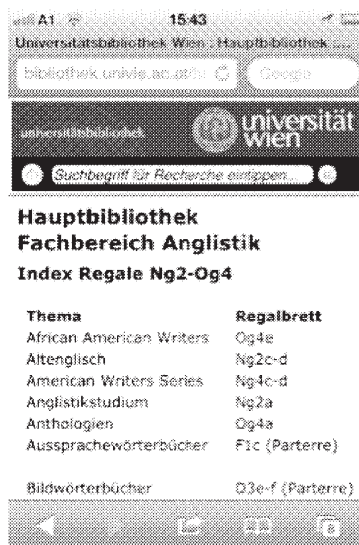 A1 15:43
Universitätsbibliothek Wien : Hauptbibliothek ....
bibliothek.univie.ac.at/ Google
universitätsbibliothek
universität
wien
Suchbegriff für Recherche eintippen...
Hauptbibliothek
Fachbereich Anglistik
Index Regale Ng2-Og4
Thema Regalbrett
African American Writers Og4e
Altenglisch Ng2c-d
American Writers Series Ng4c-d
Anglistikstudium Ng2a
Anthologien Og4a
Aussprachewörterbücher F1c (Parterre)
Bildwörterbücher O3e-f (Parterre)